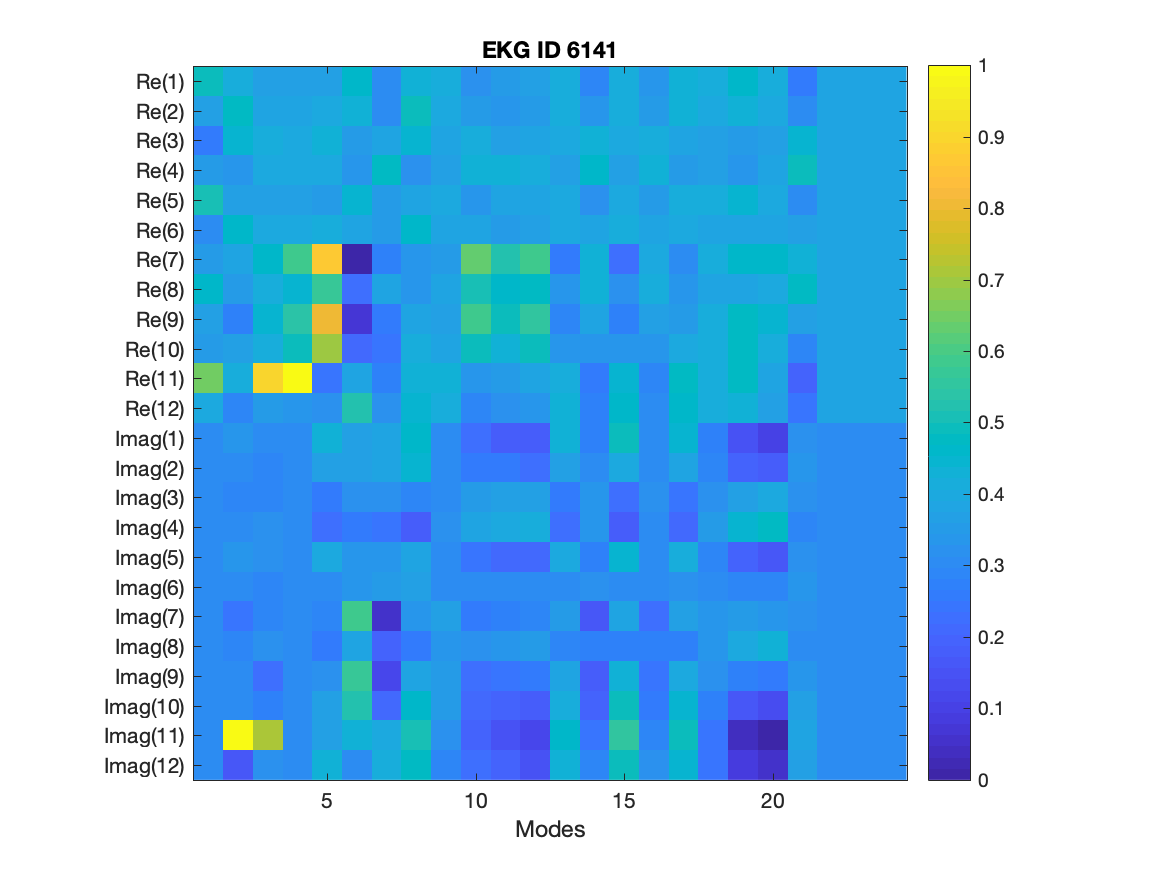 EKG ID 6141
Re(1)
Re(2)
Re(3)
Re(4)
Re(5)
Re(6)
Re(7)
Re(8)
Re(9)
Re(10)
Re(11)
Re(12)
Imag(1)
Imag(2)
Imag(3)
Imag(4)
Imag(5)
Imag(6)
Imag(7)
Imag(8)
Imag(9)
Imag(10)
Imag(11)
Imag(12)
5 10 15 20
Modes
1
0.9
0.8
0.7
0.6
0.5
0.4
0.3
0.2
0.1
0